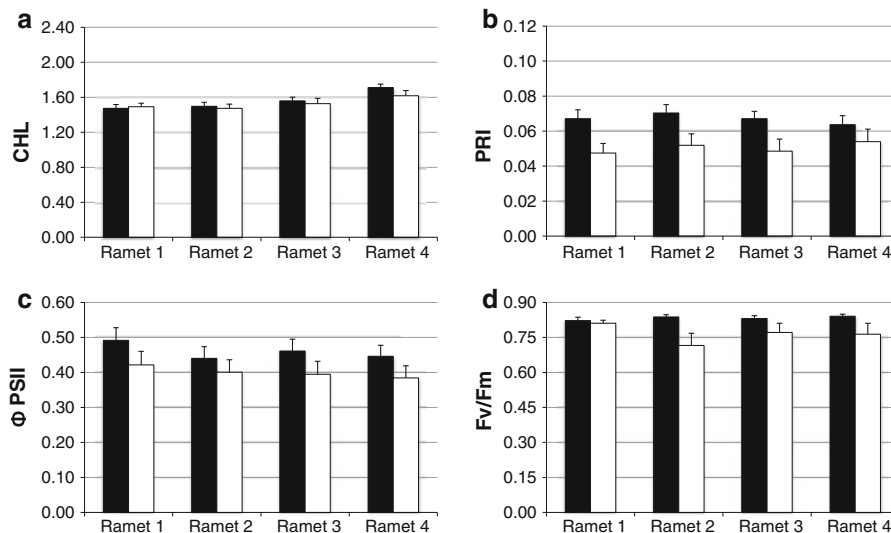 a
2.40
2.00
1.60
1.20
0.80
0.40
0.00
CHL
Ramet 1 Ramet 2 Ramet 3 Ramet 4
b
0.12
0.10
0.08
0.06
0.04
0.02
0.00
PRI
Ramet 1 Ramet 2 Ramet 3 Ramet 4
c
0.60
0.50
0.40
0.30
0.20
0.10
0.00
Φ PSII
Ramet 1 Ramet 2 Ramet 3 Ramet 4
d
0.90
0.75
0.60
0.45
0.30
0.15
0.00
Fv/Fm
Ramet 1 Ramet 2 Ramet 3 Ramet 4